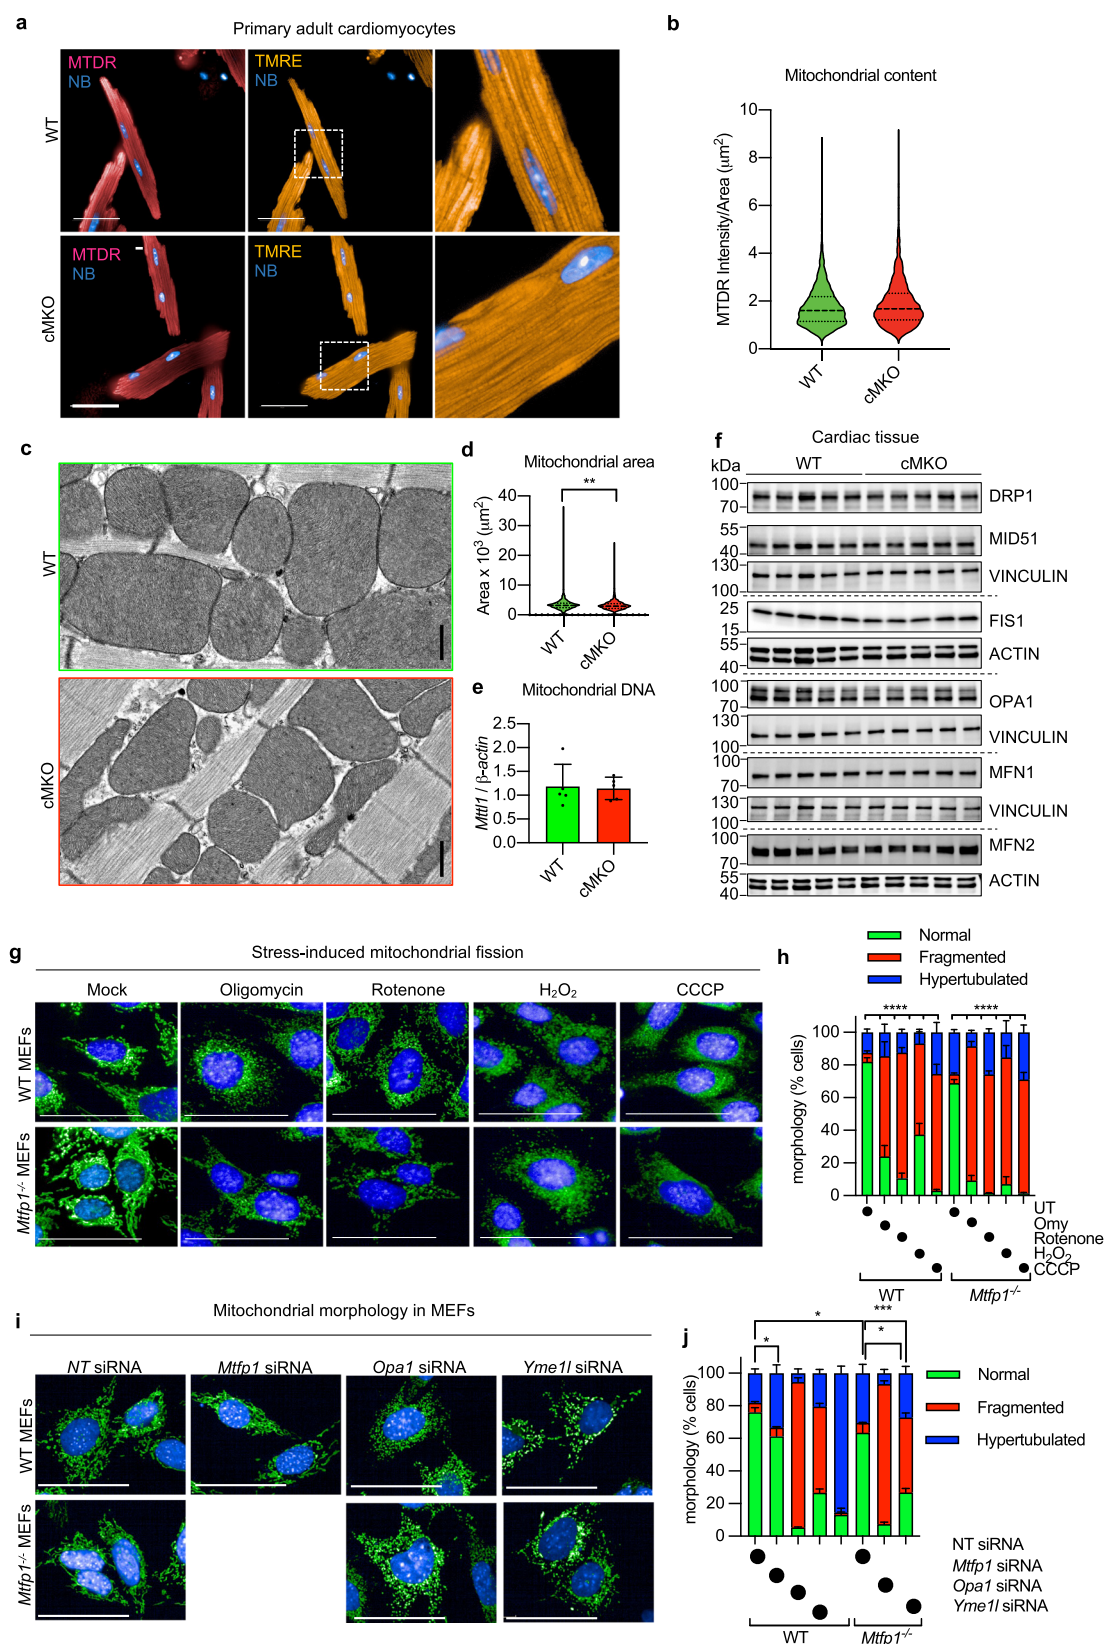 a
Primary adult cardiomyocytes
MTDR
NB
TMRE
NB
WT
MTDR
NB
TMRE
NB
cMKO
b
Mitochondrial content
MTDR Intensity/Area (µm²)
10
8
6
4
2
0
WT
cMKO
c
WT
cMKO
d
Mitochondrial area
**
Area x 10³ (µm²)
40
30
20
10
0
WT
cMKO
e
Mitochondrial DNA
Mttl1 / β-actin
2.5
2.0
1.5
1.0
0.5
0.0
WT
cMKO
f
Cardiac tissue
kDa
WT
cMKO
100
70
DRP1
55
40
MID51
130
100
VINCULIN
25
15
FIS1
55
40
ACTIN
100
70
OPA1
130
100
VINCULIN
100
70
MFN1
130
100
VINCULIN
100
70
MFN2
55
40
ACTIN
g
Stress-induced mitochondrial fission
Mock
Oligomycin
Rotenone
H₂O₂
CCCP
WT MEFs
Mtfp1-/- MEFs
h
Normal
Fragmented
Hypertubulated
****
****
morphology (% cells)
100
80
60
40
20
0
UT
Omy
Rotenone
H₂O₂
CCCP
WT
Mtfp1-/-
i
Mitochondrial morphology in MEFs
NT siRNA
Mtfp1 siRNA
Opa1 siRNA
Yme1l siRNA
WT MEFs
Mtfp1-/- MEFs
j
*
*
***
*
morphology (% cells)
100
80
60
40
20
0
Normal
Fragmented
Hypertubulated
NT siRNA
Mtfp1 siRNA
Opa1 siRNA
Yme1l siRNA
WT
Mtfp1-/-